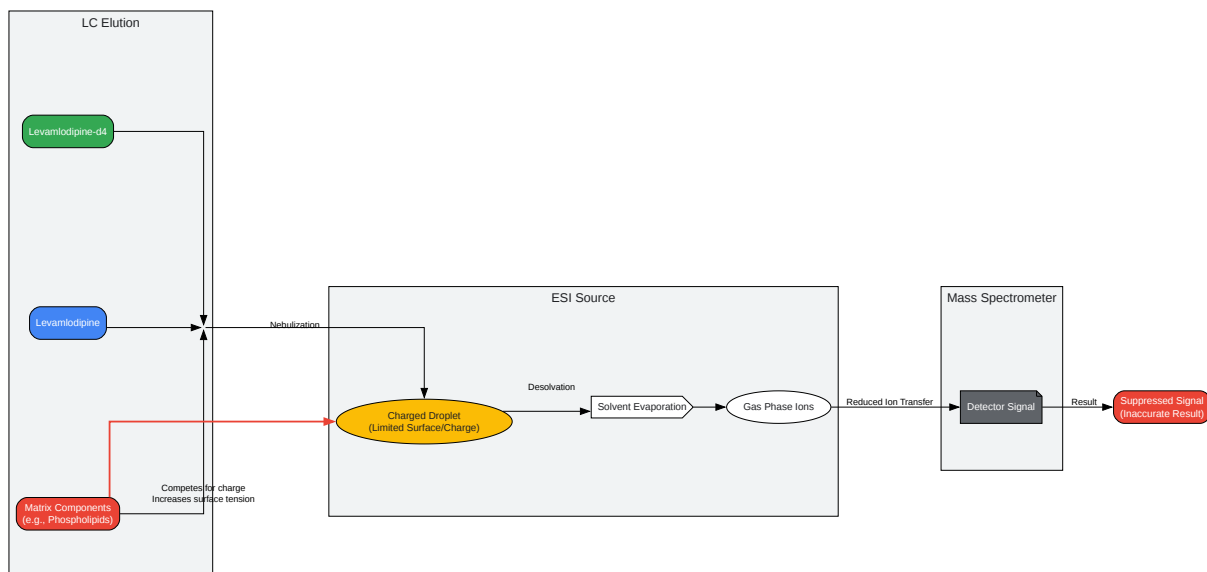 LC Elution
Levamlodipine-d4
Levamlodipine
Matrix Components
(e.g., Phospholipids)
Competes for charge
Increases surface tension
Nebulization
ESI Source
Charged Droplet
(Limited Surface/Charge)
Desolvation
Solvent Evaporation
Gas Phase Ions
Reduced Ion Transfer
Mass Spectrometer
Detector Signal
Result
Suppressed Signal
(Inaccurate Result)